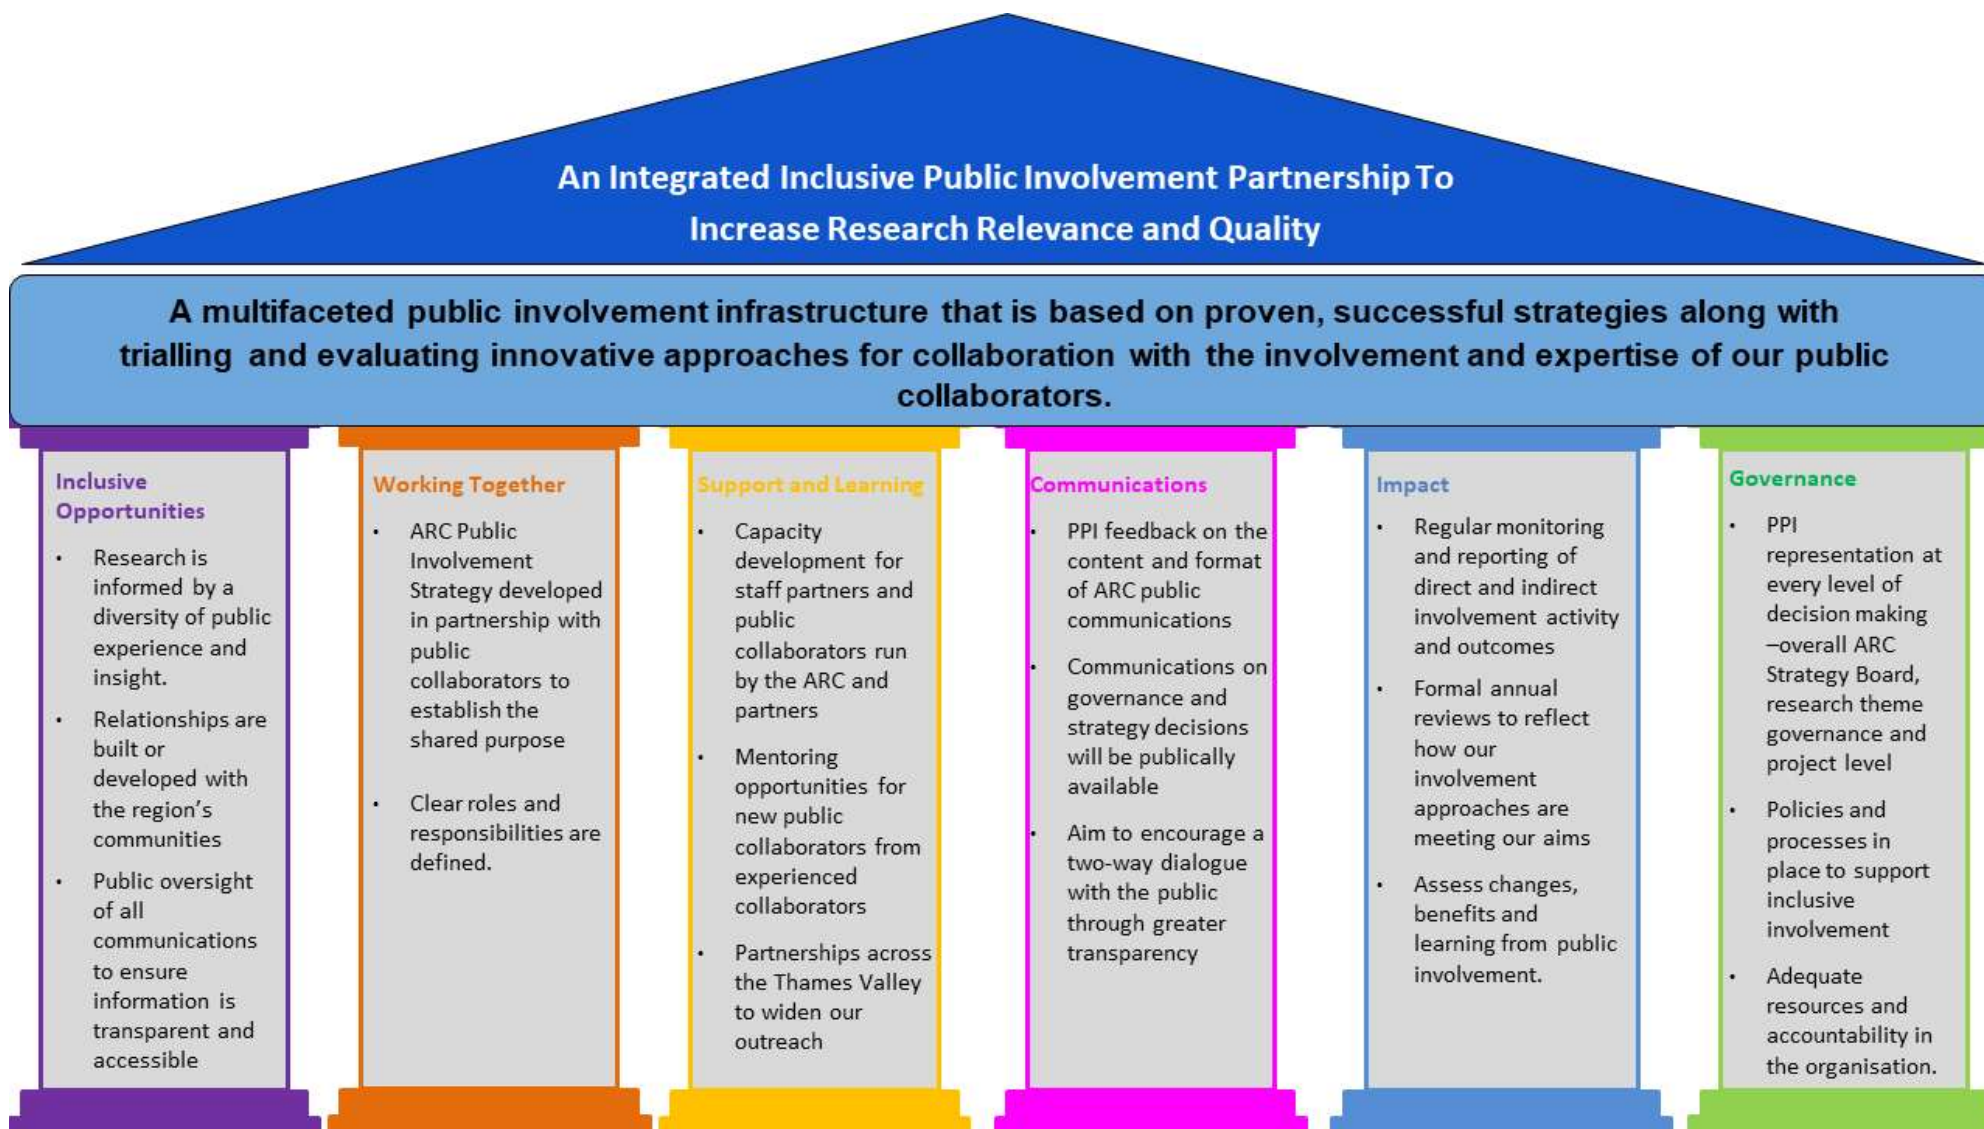 An Integrated Inclusive Public Involvement Partnership To
Increase Research Relevance and Quality
A multifaceted public involvement infrastructure that is based on proven, successful strategies along with
trialling and evaluating innovative approaches for collaboration with the involvement and expertise of our public
collaborators.
Inclusive
Opportunities
• Research is
informed by a
diversity of public
experience and
insight.
• Relationships are
built or
developed with
the region's
communities
• Public oversight
of all
communications
to ensure
information is
transparent and
accessible
Working Together
• ARC Public
Involvement
Strategy developed
in partnership with
public
collaborators to
establish the
shared purpose
• Clear roles and
responsibilities are
defined.
Support and Learning
• Capacity
development for
staff partners and
public
collaborators run
by the ARC and
partners
• Mentoring
opportunities for
new public
collaborators from
experienced
collaborators
• Partnerships across
the Thames Valley
to widen our
outreach
Communications
• PPI feedback on the
content and format
of ARC public
communications
• Communications on
governance and
strategy decisions
will be publically
available
• Aim to encourage a
two-way dialogue
with the public
through greater
transparency
Impact
• Regular monitoring
and reporting of
direct and indirect
involvement activity
and outcomes
• Formal annual
reviews to reflect
how our
involvement
approaches are
meeting our aims
• Assess changes,
benefits and
learning from public
involvement.
Governance
• PPI
representation at
every level of
decision making
–overall ARC
Strategy Board,
research theme
governance and
project level
• Policies and
processes in
place to support
inclusive
involvement
• Adequate
resources and
accountability in
the organisation.